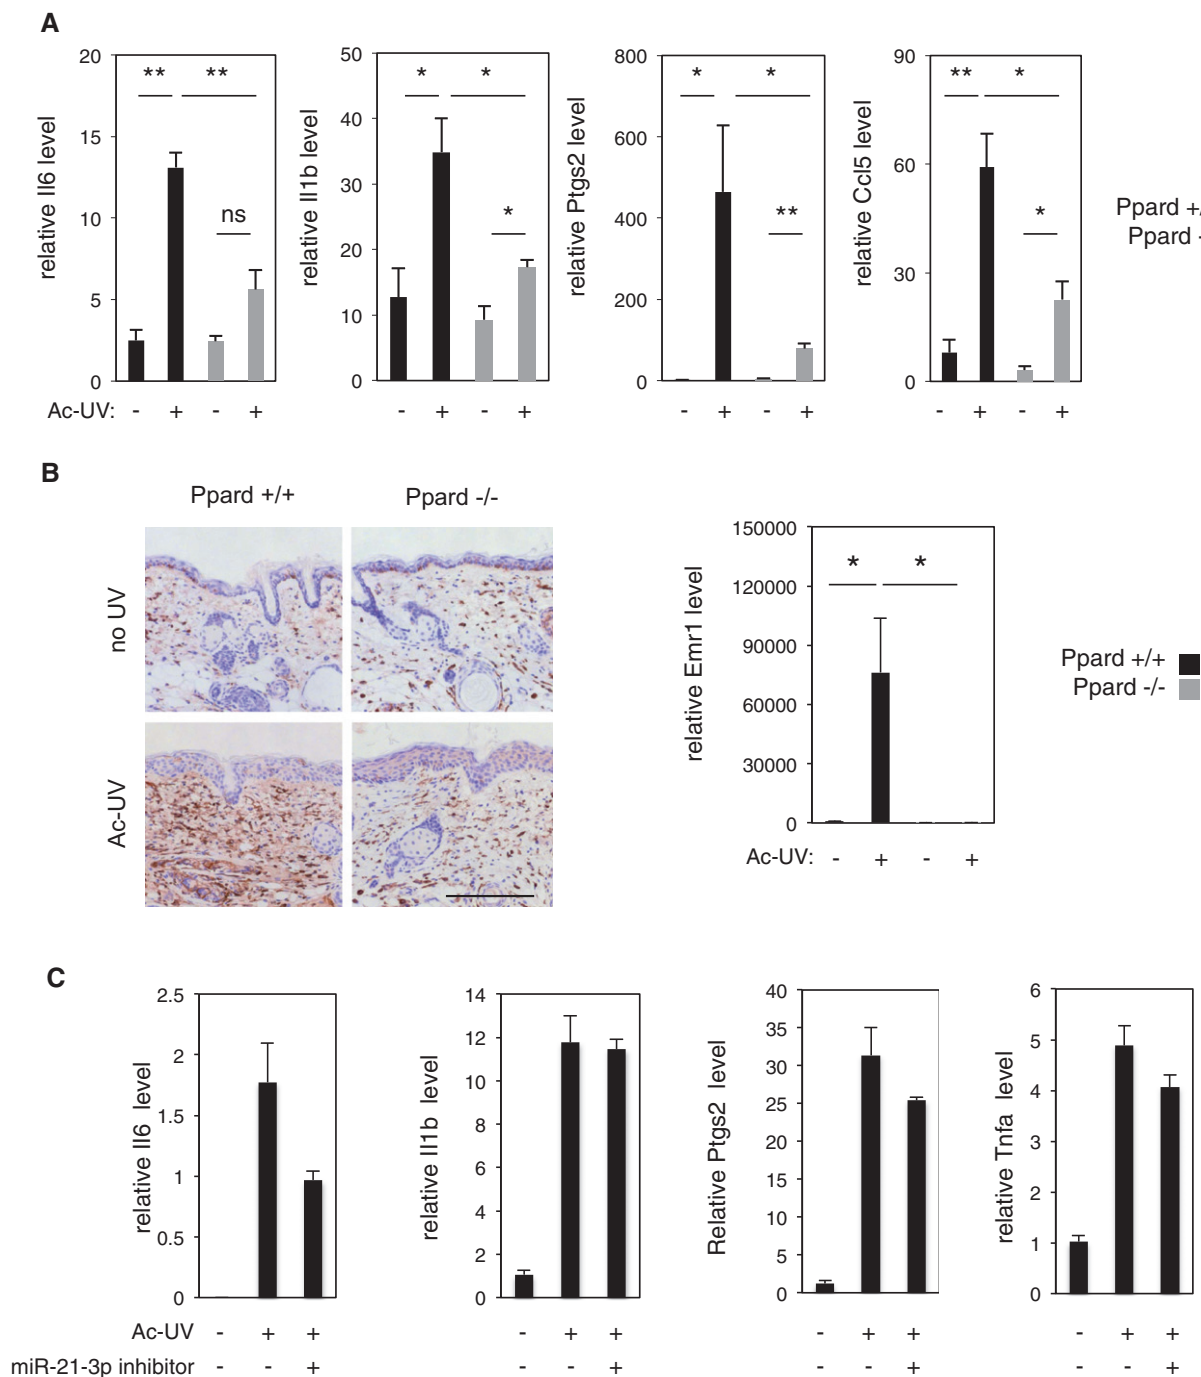 A
20
15
10
5
0
relative Il6 level
** **
ns
50
40
30
20
10
0
relative Il1b level
* *
*
800
600
400
200
0
relative Ptgs2 level
* *
**
90
60
30
0
relative Ccl5 level
** *
*
Ppard +/
Ppard -
Ac-UV: - + - +
- + - +
- + - +
- + - +
B
Ppard +/+ Ppard -/-
no UV
Ac-UV
150000
120000
90000
60000
30000
0
relative Emr1 level
* *
Ac-UV: - + - +
Ppard +/+
Ppard -/-
C
2.5
2
1.5
1
0.5
0
relative Il6 level
14
12
10
8
6
4
2
0
relative Il1b level
40
35
30
25
20
15
10
5
0
Relative Ptgs2 level
6
5
4
3
2
1
0
relative Tnfa level
Ac-UV - + + - + + - + + - + +
miR-21-3p inhibitor - - + - - + - - + - - +